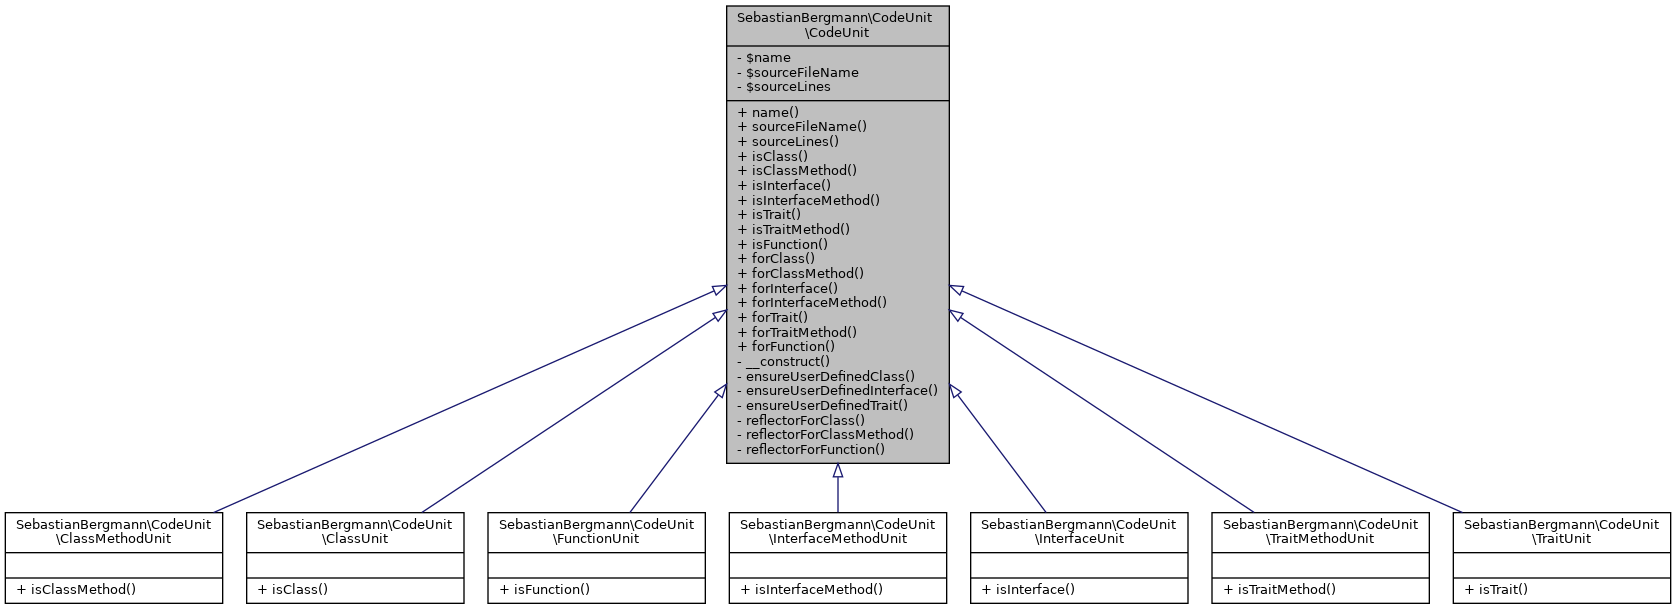 SebastianBergmann\CodeUnit
\CodeUnit
- $name
- $sourceFileName
- $sourceLines
+ name()
+ sourceFileName()
+ sourceLines()
+ isClass()
+ isClassMethod()
+ isInterface()
+ isInterfaceMethod()
+ isTrait()
+ isTraitMethod()
+ isFunction()
+ forClass()
+ forClassMethod()
+ forInterface()
+ forInterfaceMethod()
+ forTrait()
+ forTraitMethod()
+ forFunction()
- __construct()
- ensureUserDefinedClass()
- ensureUserDefinedInterface()
- ensureUserDefinedTrait()
- reflectorForClass()
- reflectorForClassMethod()
- reflectorForFunction()
SebastianBergmann\CodeUnit
\ClassMethodUnit
+ isClassMethod()
SebastianBergmann\CodeUnit
\ClassUnit
+ isClass()
SebastianBergmann\CodeUnit
\FunctionUnit
+ isFunction()
SebastianBergmann\CodeUnit
\InterfaceMethodUnit
+ isInterfaceMethod()
SebastianBergmann\CodeUnit
\InterfaceUnit
+ isInterface()
SebastianBergmann\CodeUnit
\TraitMethodUnit
+ isTraitMethod()
SebastianBergmann\CodeUnit
\TraitUnit
+ isTrait()